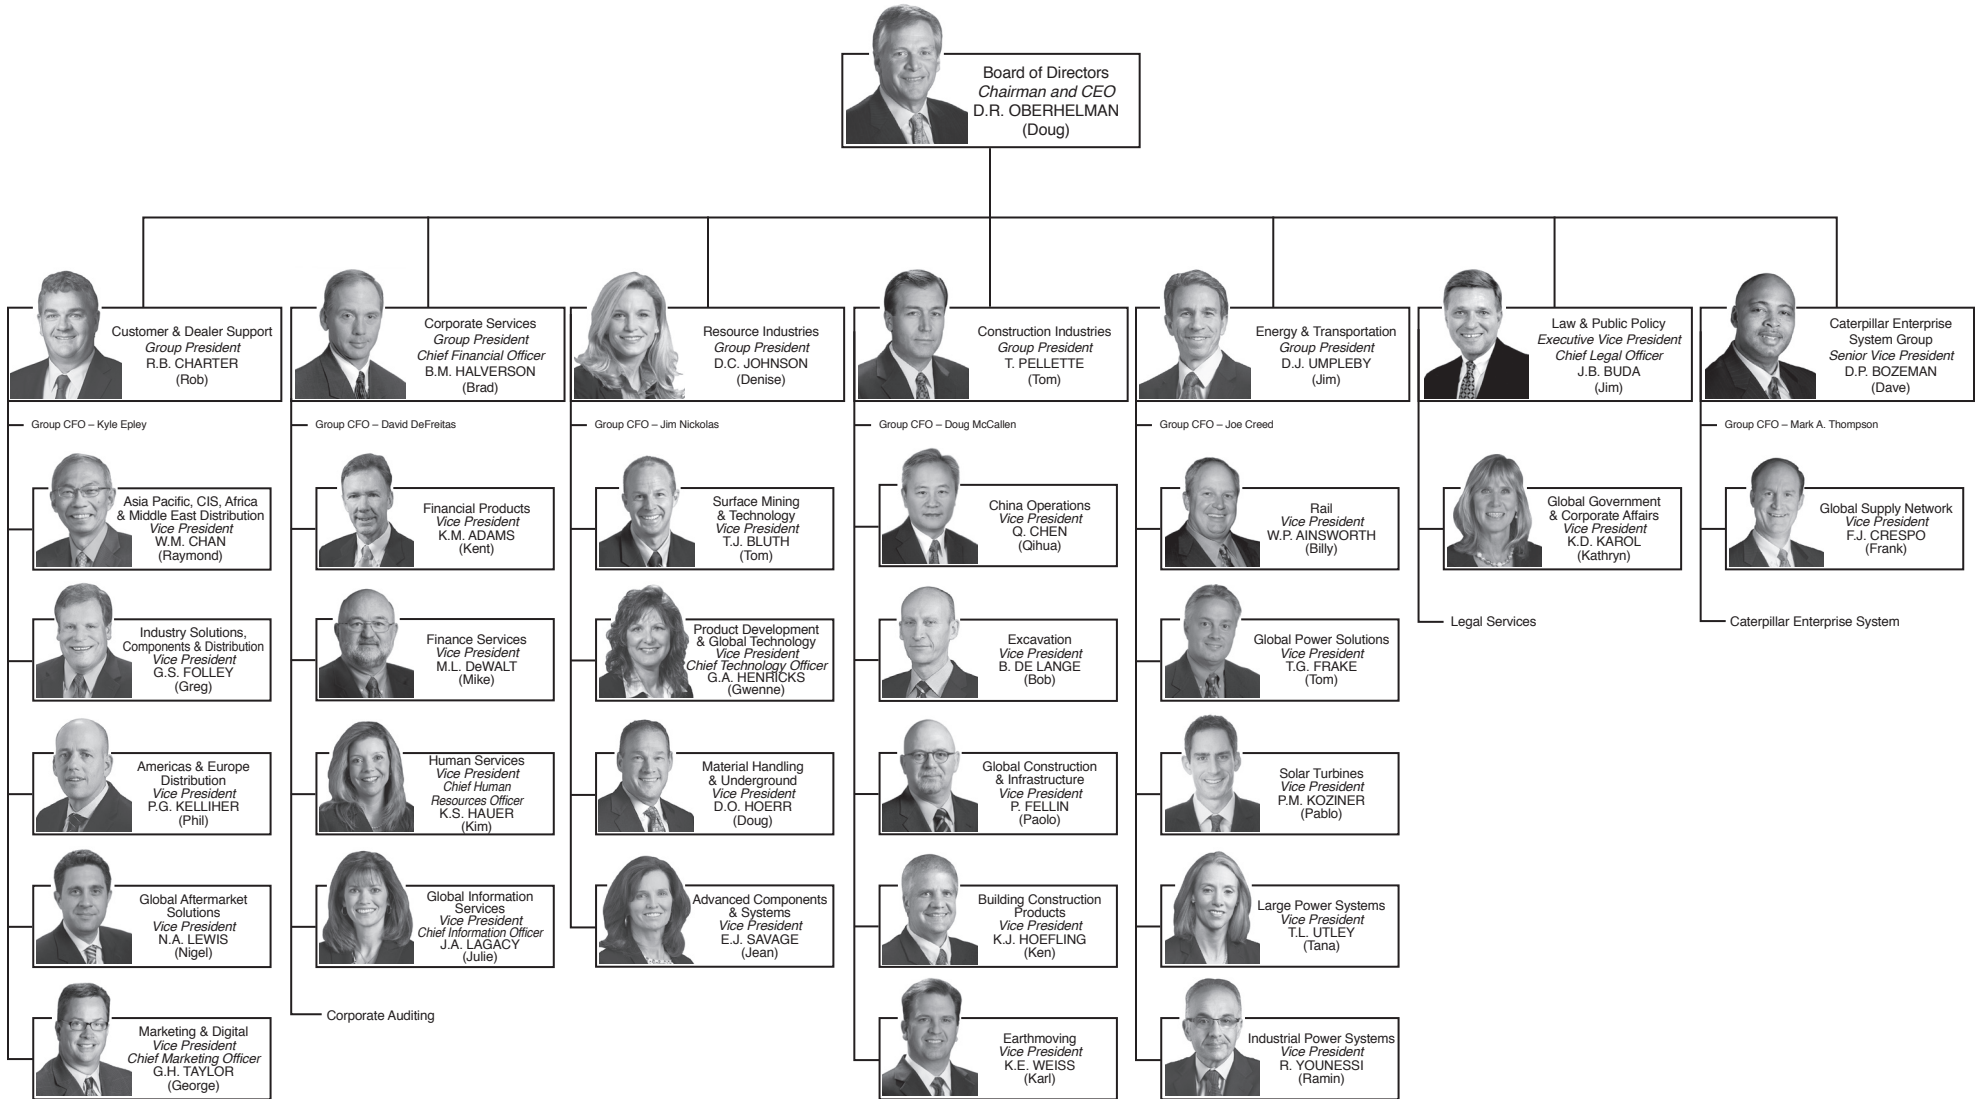 Board of Directors
Chairman and CEO
D.R. OBERHELMAN
(Doug)
Customer & Dealer Support
Group President
R.B. CHARTER
(Rob)
Group CFO – Kyle Epley
Asia Pacific, CIS, Africa
& Middle East Distribution
Vice President
W.M. CHAN
(Raymond)
Industry Solutions,
Components & Distribution
Vice President
G.S. FOLLEY
(Greg)
Americas & Europe
Distribution
Vice President
P.G. KELLIHER
(Phil)
Global Aftermarket
Solutions
Vice President
N.A. LEWIS
(Nigel)
Marketing & Digital
Vice President
Chief Marketing Officer
G.H. TAYLOR
(George)
Corporate Services
Group President
Chief Financial Officer
B.M. HALVERSON
(Brad)
Group CFO – David DeFreitas
Financial Products
Vice President
K.M. ADAMS
(Kent)
Finance Services
Vice President
M.L. DeWALT
(Mike)
Human Services
Vice President
Chief Human
Resources Officer
K.S. HAUER
(Kim)
Global Information
Services
Vice President
Chief Information Officer
J.A. LAGACY
(Julie)
Corporate Auditing
Resource Industries
Group President
D.C. JOHNSON
(Denise)
Group CFO – Jim Nickolas
Surface Mining
& Technology
Vice President
T.J. BLUTH
(Tom)
Product Development
& Global Technology
Vice President
Chief Technology Officer
G.A. HENRICKS
(Gwenne)
Material Handling
& Underground
Vice President
D.O. HOERR
(Doug)
Advanced Components
& Systems
Vice President
E.J. SAVAGE
(Jean)
Construction Industries
Group President
T. PELLETTE
(Tom)
Group CFO – Doug McCallen
China Operations
Vice President
Q. CHEN
(Qihua)
Excavation
Vice President
B. DE LANGE
(Bob)
Global Construction
& Infrastructure
Vice President
P. FELLIN
(Paolo)
Building Construction
Products
Vice President
K.J. HOEFLING
(Ken)
Earthmoving
Vice President
K.E. WEISS
(Karl)
Energy & Transportation
Group President
D.J. UMPLEBY
(Jim)
Group CFO – Joe Creed
Rail
Vice President
W.P. AINSWORTH
(Billy)
Global Power Solutions
Vice President
T.G. FRAKE
(Tom)
Solar Turbines
Vice President
P.M. KOZINER
(Pablo)
Large Power Systems
Vice President
T.L. UTLEY
(Tana)
Industrial Power Systems
Vice President
R. YOUNESSI
(Ramin)
Law & Public Policy
Executive Vice President
Chief Legal Officer
J.B. BUDA
(Jim)
Global Government
& Corporate Affairs
Vice President
K.D. KAROL
(Kathryn)
Legal Services
Caterpillar Enterprise
System Group
Senior Vice President
D.P. BOZEMAN
(Dave)
Group CFO – Mark A. Thompson
Global Supply Network
Vice President
F.J. CRESPO
(Frank)
Caterpillar Enterprise System